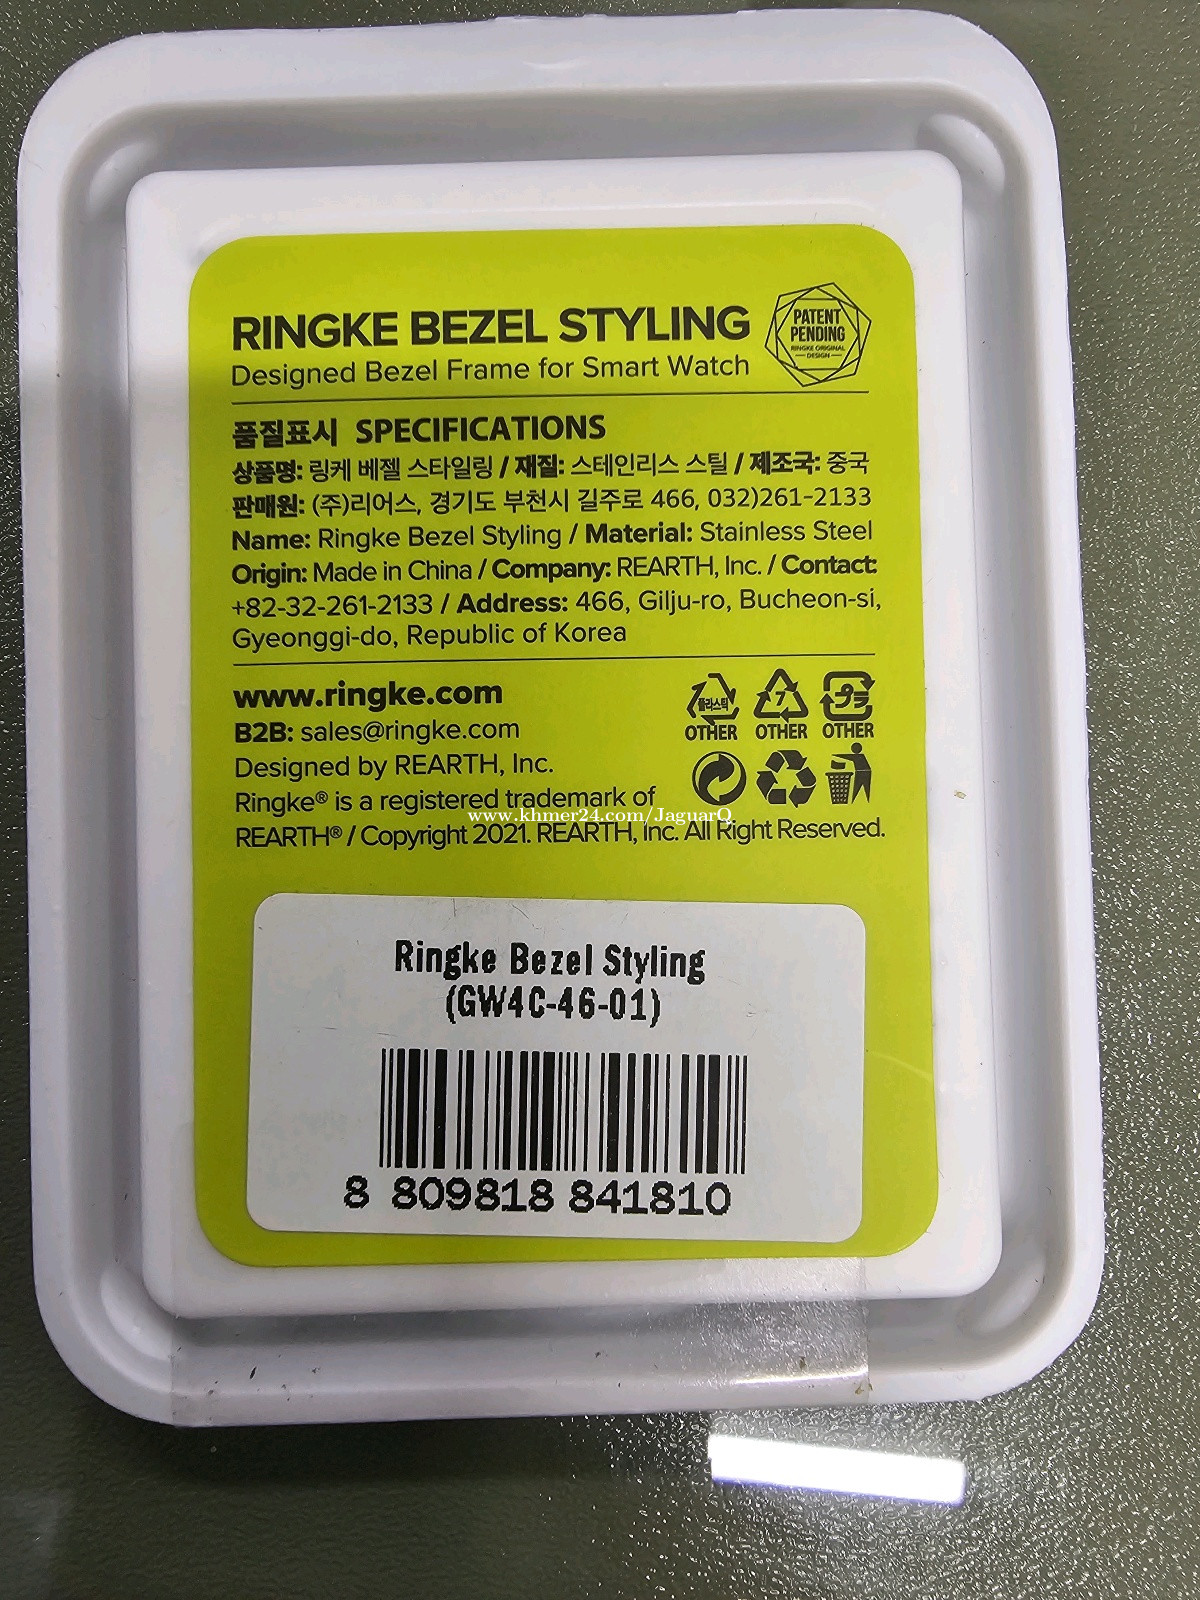 RINGKE BEZEL STYLING
Designed Bezel Frame for Smart Watch
PATENT
PENDING
RINGKE ORIGINAL
DESIGN
품질표시 SPECIFICATIONS
상품명: 링케 베젤 스타일링 / 재질: 스테인리스 스틸 / 제조국: 중국
판매원: (주)리어스, 경기도 부천시 길주로 466, 032)261-2133
Name: Ringke Bezel Styling / Material: Stainless Steel
Origin: Made in China / Company: REARTH, Inc. / Contact:
+82-32-261-2133 / Address: 466, Gilju-ro, Bucheon-si,
Gyeonggi-do, Republic of Korea
www.ringke.com
B2B: sales@ringke.com
Designed by REARTH, Inc.
Ringke® is a registered trademark of
REARTH® / Copyright 2021. REARTH, Inc. All Right Reserved.
플라스틱 7 プラ
OTHER OTHER OTHER
www.khmer24.com/JaguarQ
Ringke Bezel Styling
(GW4C-46-01)
8 809818 841810